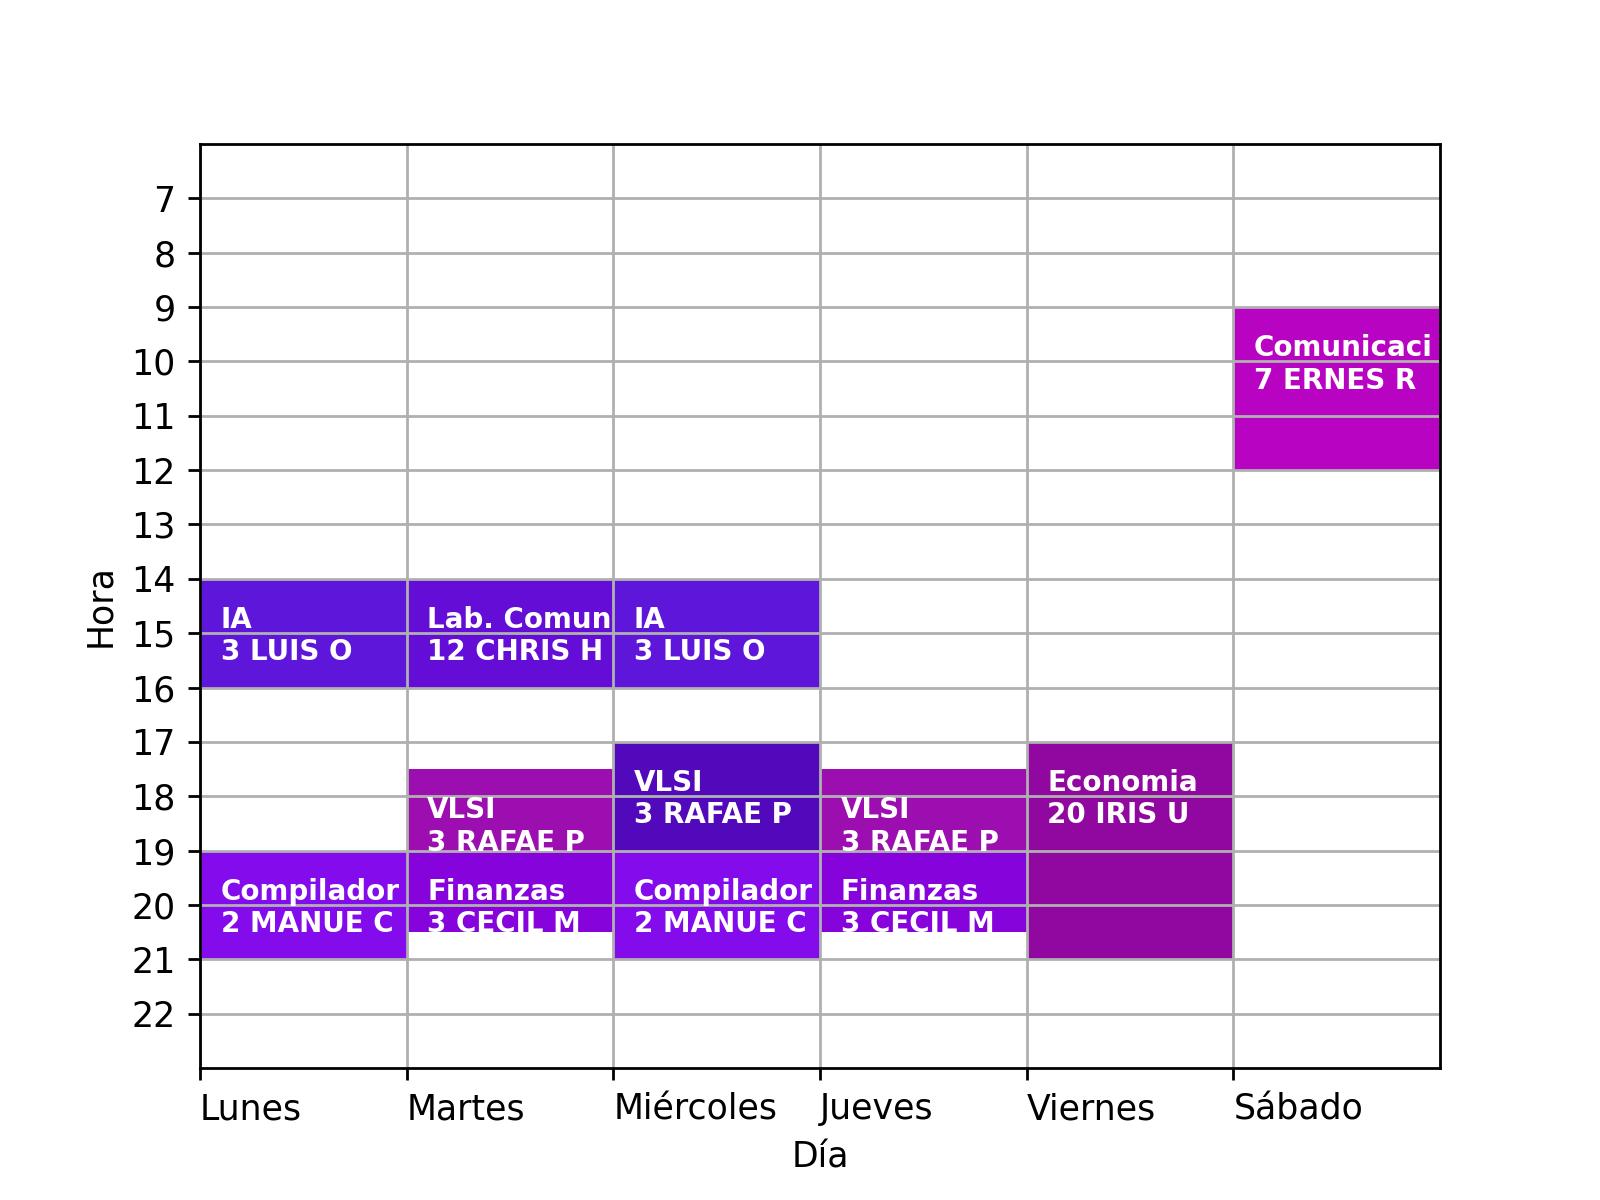 7
8
9
Comunicaci
10
7 ERNES R
11
12
13
14
IA
Lab. Comun
IA
15
3 LUIS O
12 CHRIS H
3 LUIS O
16
17
VLSI
Economia
18
VLSI
3 RAFAE P
VLSI
20 IRIS U
3 RAFAE P
3 RAFAE P
19
Compilador
Finanzas
Compilador
Finanzas
20
2 MANUE C
3 CECIL M
2 MANUE C
3 CECIL M
21
22
Hora
Lunes
Martes
Miércoles
Jueves
Viernes
Sábado
Día